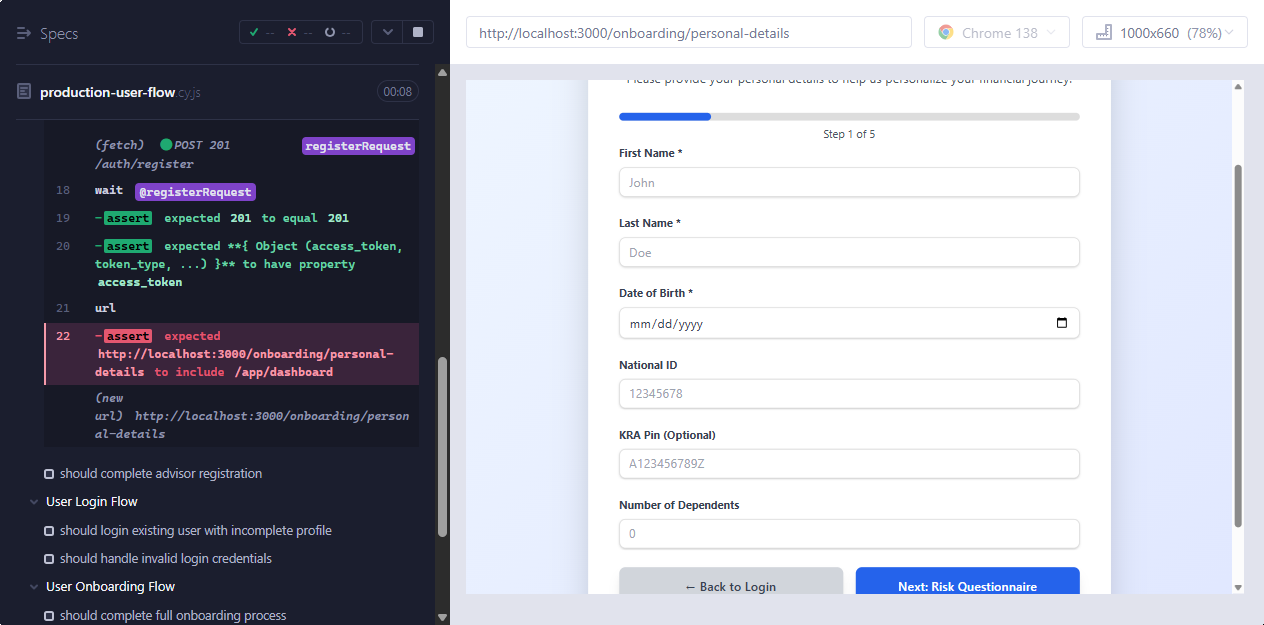 Specs
-- -- --
production-user-flow.cy.js 00:08
(fetch) POST 201 registerRequest
/auth/register
18 wait @registerRequest
19 -assert expected 201 to equal 201
20 -assert expected **{ Object (access_token,
token_type, ...) }** to have property
access_token
21 url
22 -assert expected
http://localhost:3000/onboarding/personal-
details to include /app/dashboard
(new
url) http://localhost:3000/onboarding/person
al-details
should complete advisor registration
User Login Flow
should login existing user with incomplete profile
should handle invalid login credentials
User Onboarding Flow
should complete full onboarding process
http://localhost:3000/onboarding/personal-details
Chrome 138
1000x660 (78%)
Please provide your personal details to help us personalize your financial journey.
Step 1 of 5
First Name *
John
Last Name *
Doe
Date of Birth *
mm/dd/yyyy
National ID
12345678
KRA Pin (Optional)
A123456789Z
Number of Dependents
0
← Back to Login
Next: Risk Questionnaire